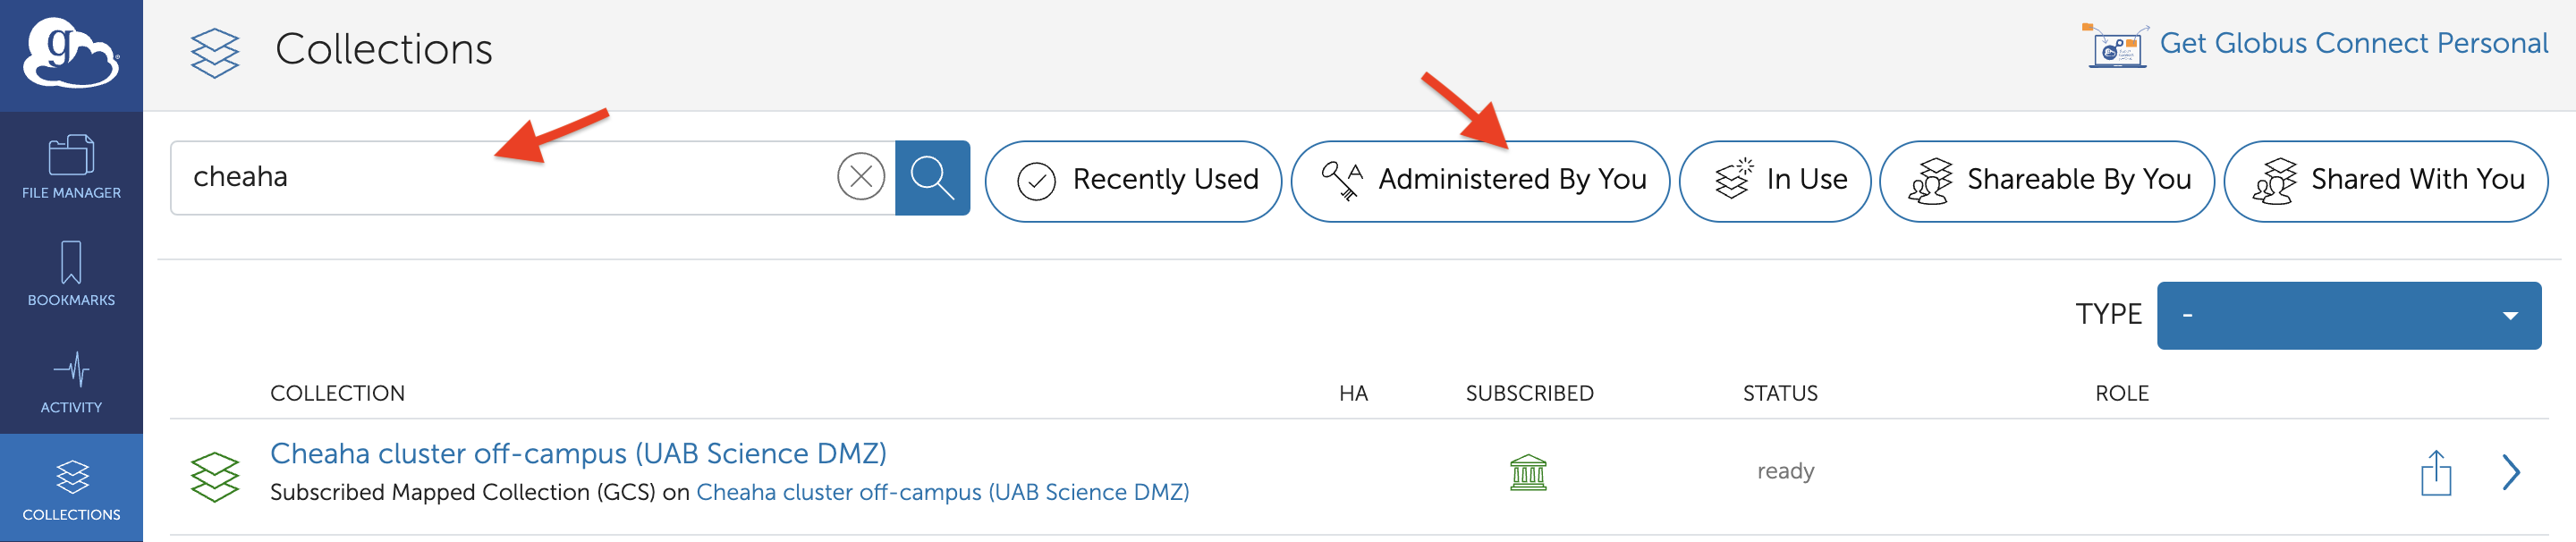 g
Collections
Get Globus Connect Personal
cheaha
Recently Used
A
Administered By You
In Use
Shareable By You
Shared With You
FILE MANAGER
BOOKMARKS
ACTIVITY
COLLECTIONS
TYPE
-
COLLECTION
HA
SUBSCRIBED
STATUS
ROLE
Cheaha cluster off-campus (UAB Science DMZ)
Subscribed Mapped Collection (GCS) on Cheaha cluster off-campus (UAB Science DMZ)
ready